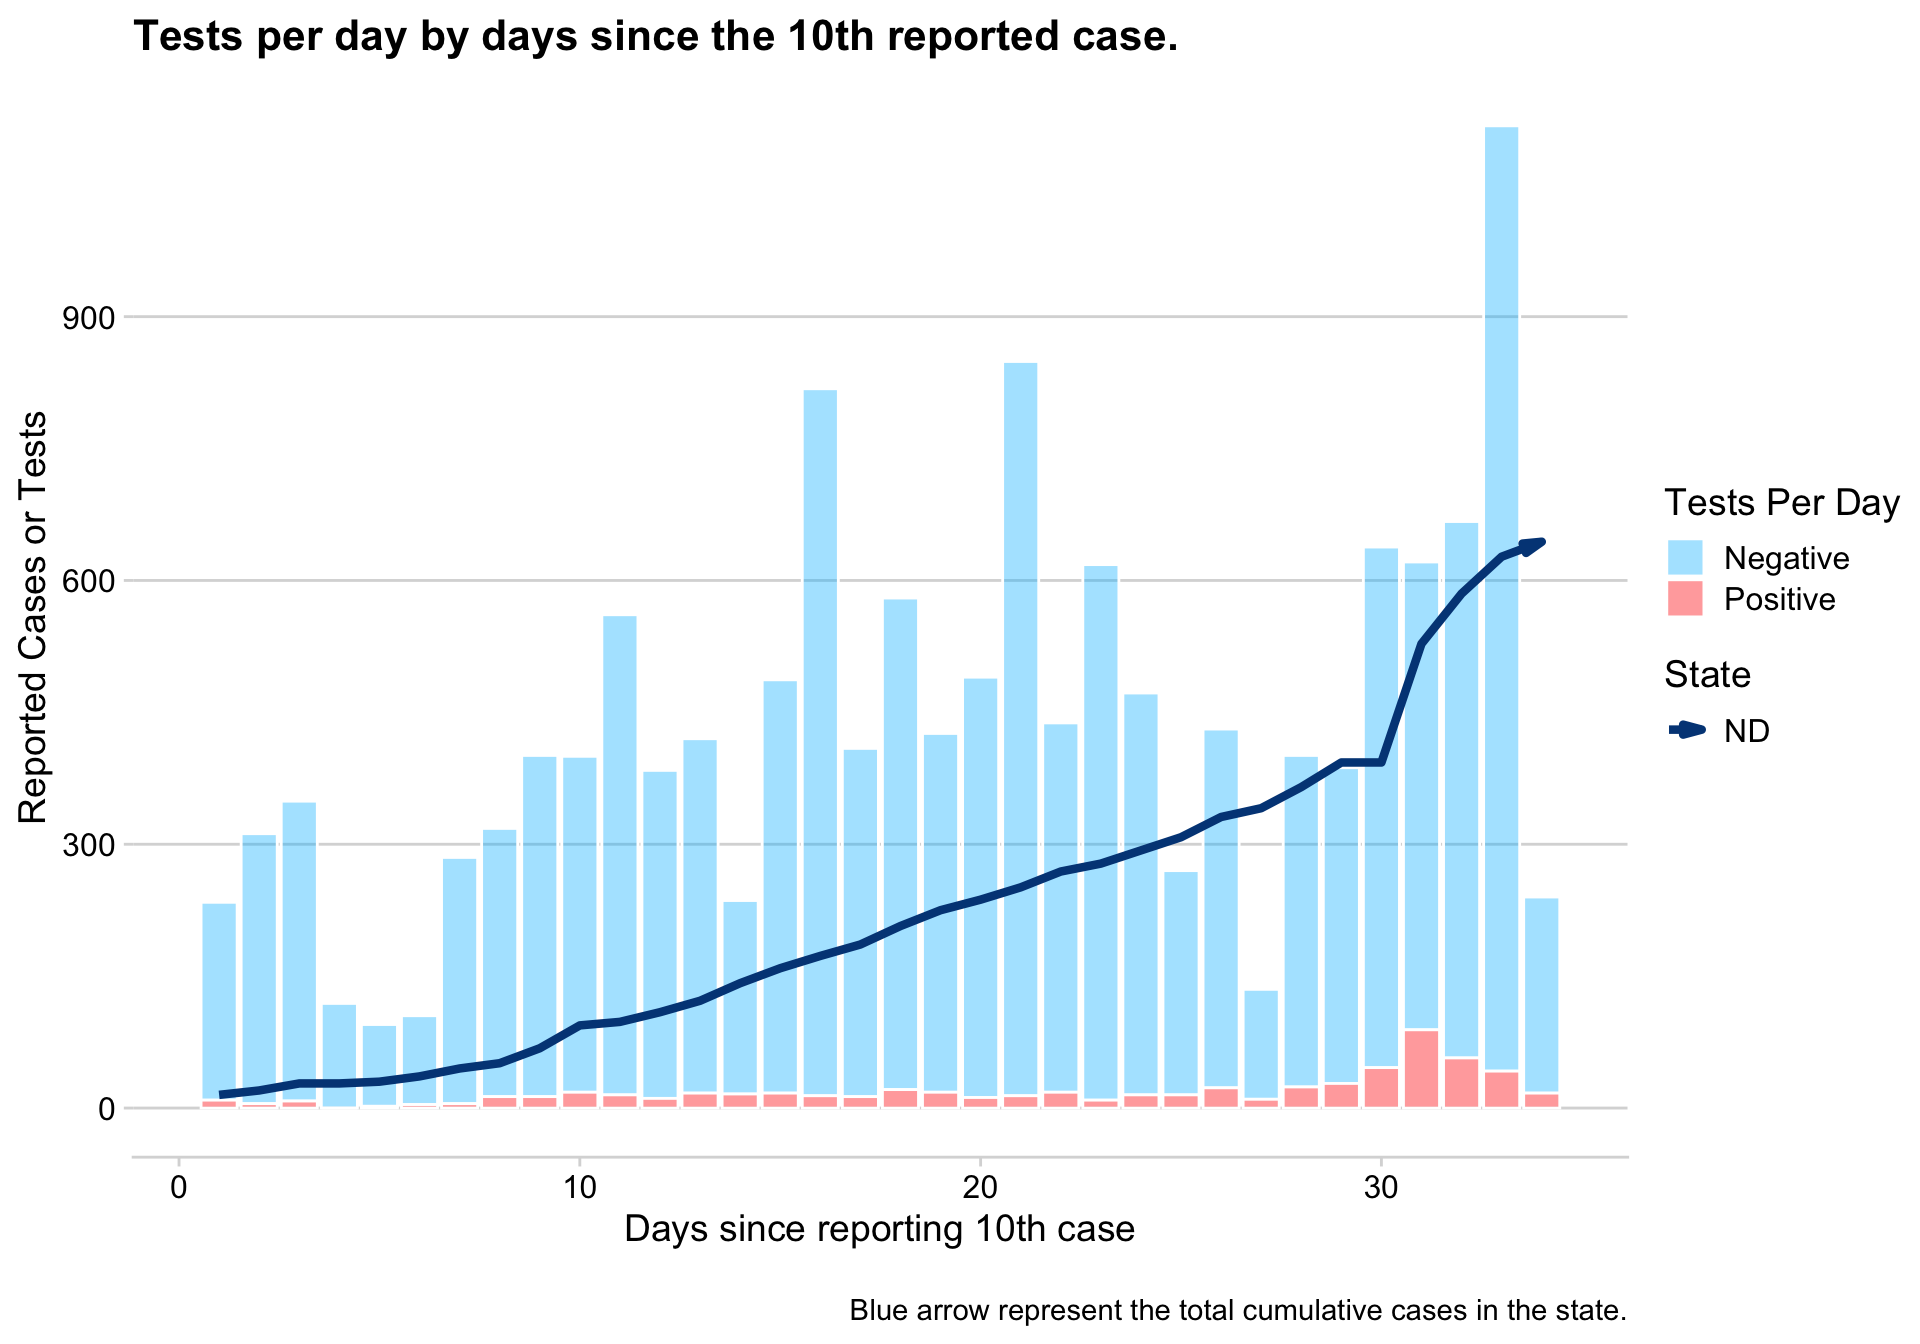 Tests per day by days since the 10th reported case.
Reported Cases or Tests
900
600
300
0
0 10 20 30
Days since reporting 10th case
Tests Per Day
Negative
Positive
State
ND
Blue arrow represent the total cumulative cases in the state.